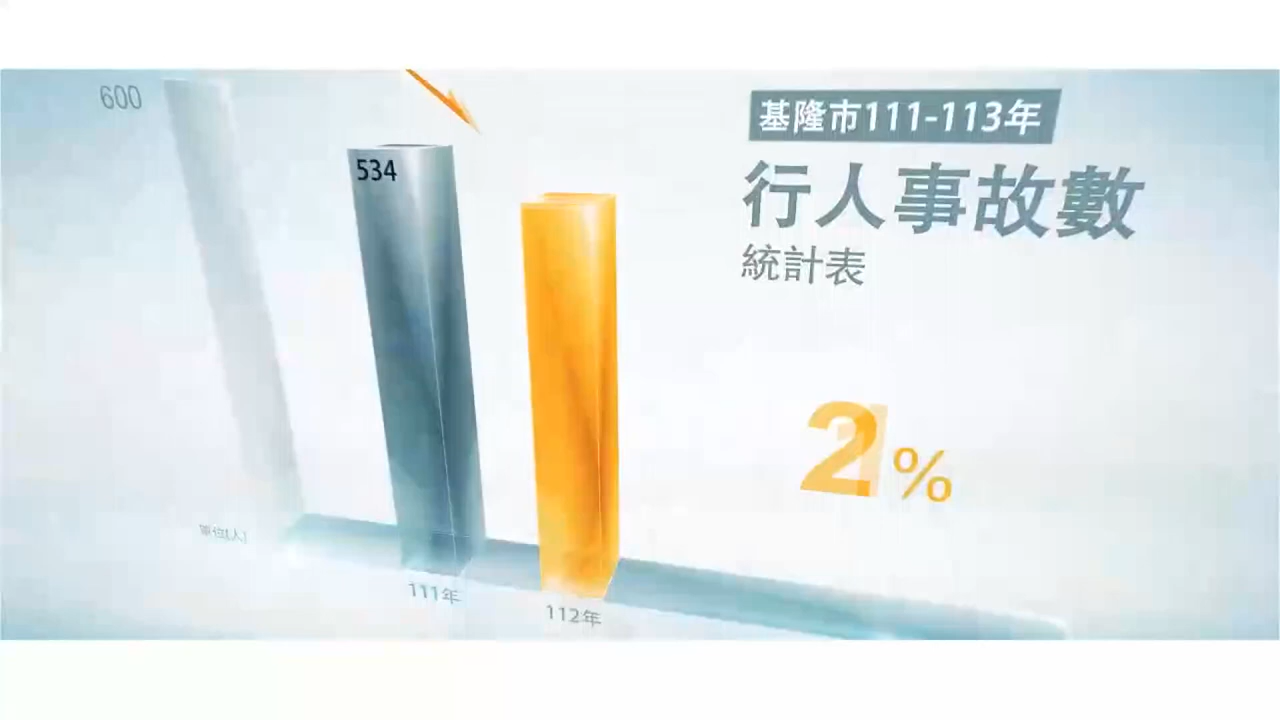 600
534
基隆市111-113年
行人事故數
統計表
%
單位[人]
111年
112年